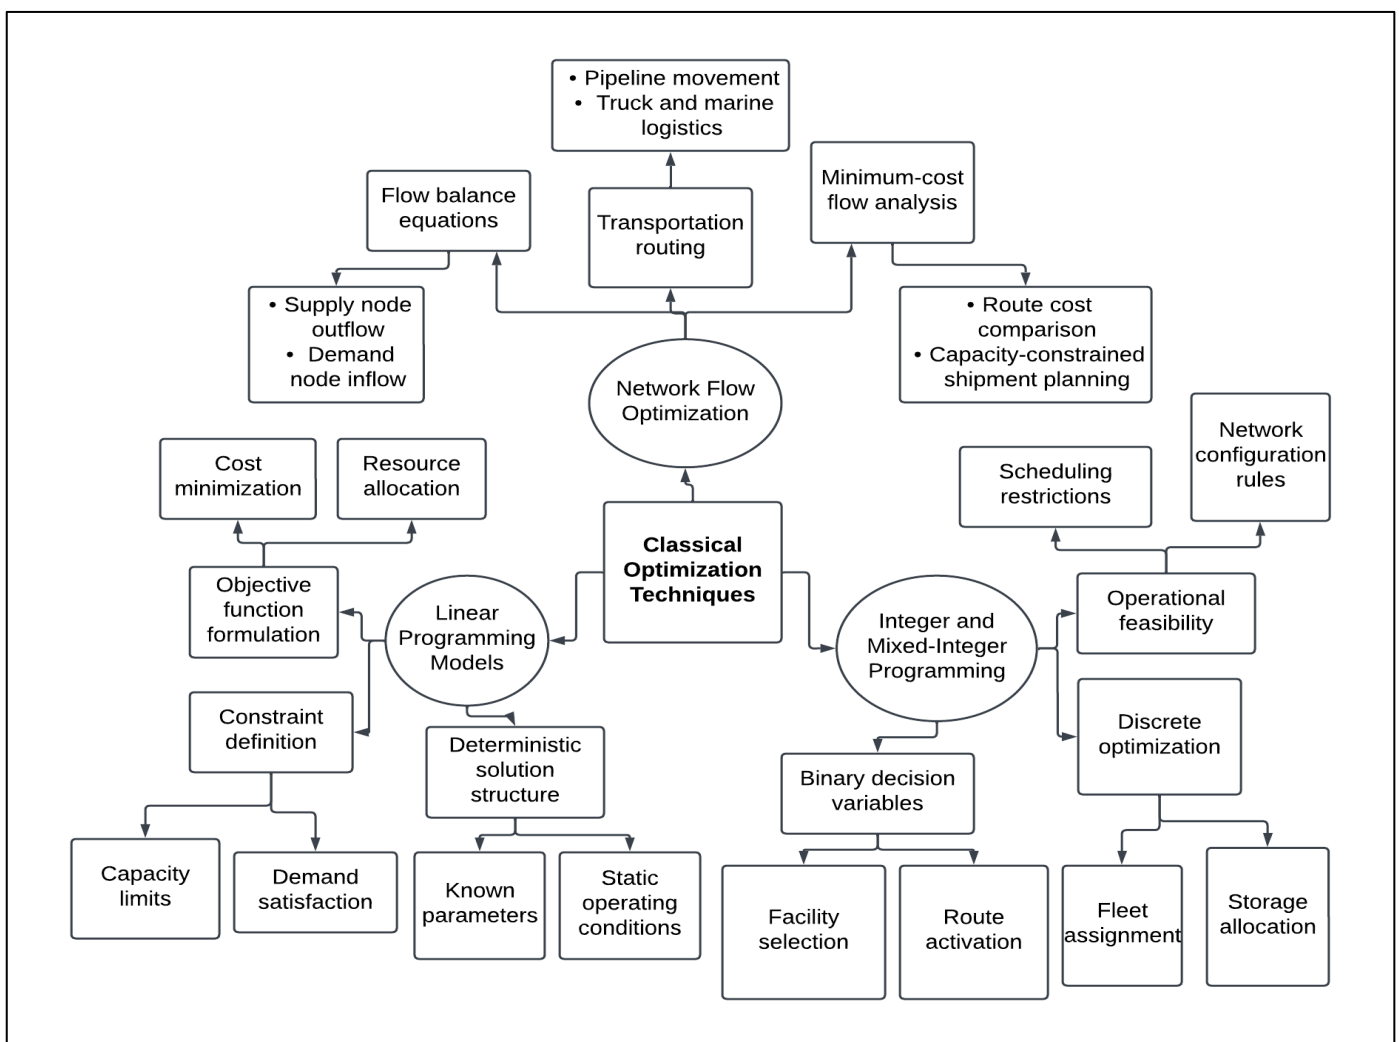 • Pipeline movement
• Truck and marine
logistics
Minimum-cost
flow analysis
Flow balance
equations
Transportation
routing
• Supply node
outflow
• Demand
node inflow
• Route cost
comparison
• Capacity-constrained
shipment planning
Network Flow
Optimization
Network
configuration
rules
Cost
minimization
Resource
allocation
Scheduling
restrictions
Classical
Optimization
Techniques
Objective
function
formulation
Linear
Programming
Models
Integer and
Mixed-Integer
Programming
Operational
feasibility
Constraint
definition
Deterministic
solution
structure
Binary decision
variables
Discrete
optimization
Capacity
limits
Demand
satisfaction
Known
parameters
Static
operating
conditions
Facility
selection
Route
activation
Fleet
assignment
Storage
allocation